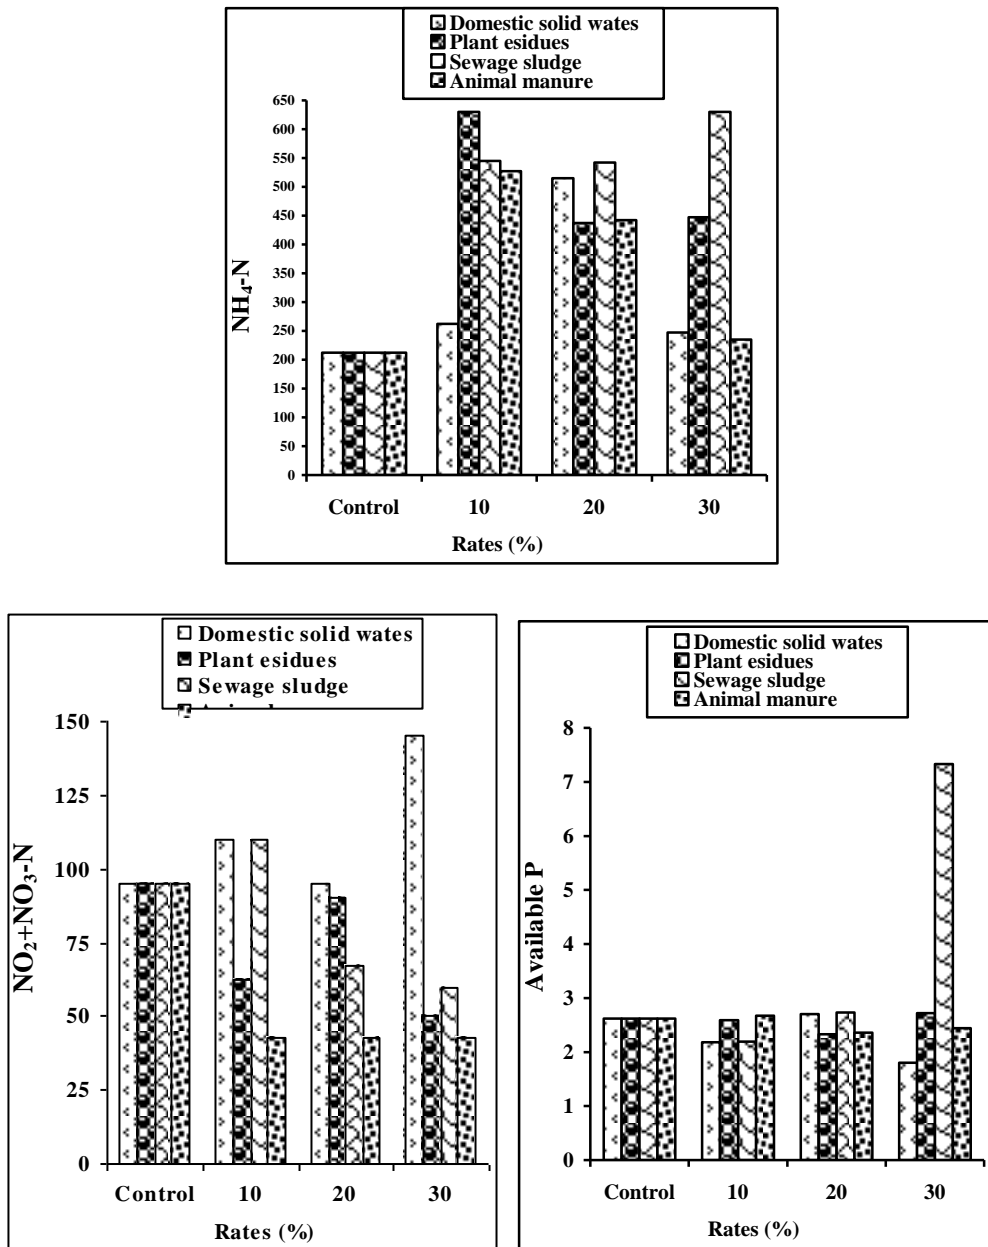 Domestic solid wates
Plant esidues
Sewage sludge
Animal manure
650
600
550
500
450
400
350
300
250
200
150
100
50
0
NH₄-N
Control 10 20 30
Rates (%)
Domestic solid wates
Plant esidues
Sewage sludge
150
125
100
75
50
25
0
NO₂+NO₃-N
Control 10 20 30
Rates (%)
Domestic solid wates
Plant esidues
Sewage sludge
Animal manure
8
7
6
5
4
3
2
1
0
Available P
Control 10 20 30
Rates (%)